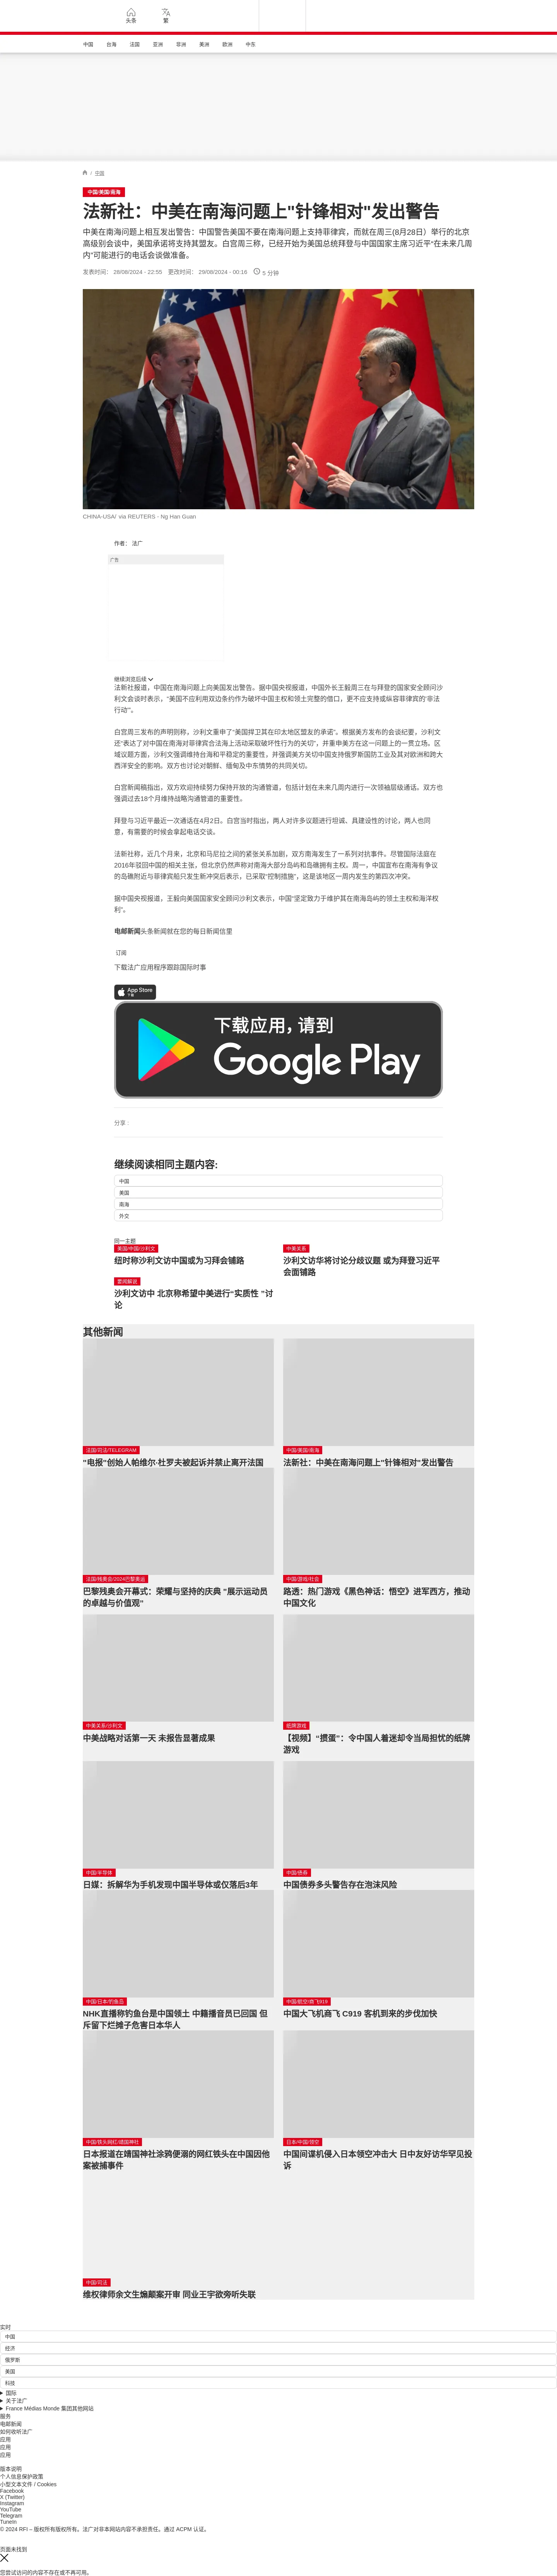 头条
繁
中国
台海
法国
亚洲
非洲
美洲
欧洲
中东
/ 中国
中国/美国/南海
法新社：中美在南海问题上"针锋相对"发出警告
中美在南海问题上相互发出警告：中国警告美国不要在南海问题上支持菲律宾，而就在周三(8月28日）举行的北京
高级别会谈中，美国承诺将支持其盟友。白宫周三称，已经开始为美国总统拜登与中国国家主席习近平“在未来几周
内”可能进行的电话会谈做准备。
发表时间： 28/08/2024 - 22:55 更改时间： 29/08/2024 - 00:16 5 分钟
CHINA-USA/ via REUTERS - Ng Han Guan
作者： 法广
广告
继续浏览后续
法新社报道，中国在南海问题上向美国发出警告。据中国央视报道，中国外长王毅周三在与拜登的国家安全顾问沙
利文会谈时表示，“美国不应利用双边条约作为破坏中国主权和领土完整的借口，更不应支持或纵容菲律宾的‘非法
行动’”。
白宫周三发布的声明则称，沙利文重申了“美国捍卫其在印太地区盟友的承诺”。根据美方发布的会谈纪要，沙利文
还“表达了对中国在南海对菲律宾合法海上活动采取破坏性行为的关切”，并重申美方在这一问题上的一贯立场。区
域议题方面，沙利文强调维持台海和平稳定的重要性，并强调美方关切中国支持俄罗斯国防工业及其对欧洲和跨大
西洋安全的影响。双方也讨论对朝鲜、缅甸及中东情势的共同关切。
白宫新闻稿指出，双方欢迎持续努力保持开放的沟通管道，包括计划在未来几周内进行一次领袖层级通话。双方也
强调过去18个月维持战略沟通管道的重要性。
拜登与习近平最近一次通话在4月2日。白宫当时指出，两人对许多议题进行坦诚、具建设性的讨论，两人也同
意，有需要的时候会拿起电话交谈。
法新社称，近几个月来，北京和马尼拉之间的紧张关系加剧，双方南海发生了一系列对抗事件。尽管国际法庭在
2016年驳回中国的相关主张，但北京仍然声称对南海大部分岛屿和岛礁拥有主权。周一，中国宣布在南海有争议
的岛礁附近与菲律宾船只发生新冲突后表示，已采取“控制措施”，这是该地区一周内发生的第四次冲突。
据中国央视报道，王毅向美国国家安全顾问沙利文表示，中国“坚定致力于维护其在南海岛屿的领土主权和海洋权
利”。
电邮新闻头条新闻就在您的每日新闻信里
订阅
下载法广应用程序跟踪国际时事
App Store
下载
下载应用，请到
Google Play
分享 :
继续阅读相同主题内容:
中国
美国
南海
外交
同一主题
美国/中国/沙利文
纽时称沙利文访中国或为习拜会铺路
中美关系
沙利文访华将讨论分歧议题 或为拜登习近平
会面铺路
要闻解说
沙利文访中 北京称希望中美进行“实质性 ”讨
论
其他新闻
法国/司法/TELEGRAM
“电报”创始人帕维尔·杜罗夫被起诉并禁止离开法国
中国/美国/南海
法新社：中美在南海问题上"针锋相对"发出警告
法国/残奥会/2024巴黎奥运
巴黎残奥会开幕式：荣耀与坚持的庆典 “展示运动员
的卓越与价值观”
中国/游戏/社会
路透：热门游戏《黑色神话：悟空》进军西方，推动
中国文化
中美关系/沙利文
中美战略对话第一天 未报告显著成果
纸牌游戏
【视频】“掼蛋”：令中国人着迷却令当局担忧的纸牌
游戏
中国/半导体
日媒：拆解华为手机发现中国半导体或仅落后3年
中国/债券
中国债券多头警告存在泡沫风险
中国/日本/钓鱼岛
NHK直播称钓鱼台是中国领土 中籍播音员已回国 但
斥留下烂摊子危害日本华人
中国/航空/商飞919
中国大飞机商飞 C919 客机到来的步伐加快
中国/铁头网红/靖国神社
日本报道在靖国神社涂鸦便溺的网红铁头在中国因他
案被捕事件
日本/中国/领空
中国间谍机侵入日本领空冲击大 日中友好访华罕见投
诉
中国/司法
维权律师余文生煽颠案开审 同业王宇欲旁听失联
实时
中国
经济
俄罗斯
美国
科技
国际
关于法广
France Médias Monde 集团其他网站
服务
电邮新闻
如何收听法广
应用
应用
应用
版本说明
个人信息保护政策
小型文本文件 / Cookies
Facebook
X (Twitter)
Instagram
YouTube
Telegram
TuneIn
© 2024 RFI – 版权所有版权所有。法广对非本网站内容不承担责任。通过 ACPM 认证。
页面未找到
您尝试访问的内容不存在或不再可用。